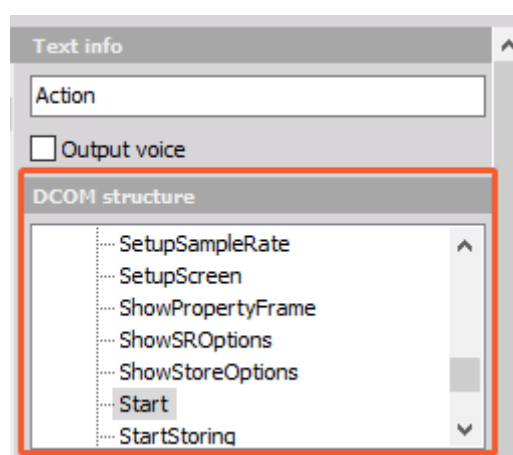 Text info
Action
Output voice
DCOM structure
SetupSampleRate
SetupScreen
ShowPropertyFrame
ShowSROptions
ShowStoreOptions
Start
StartStoring